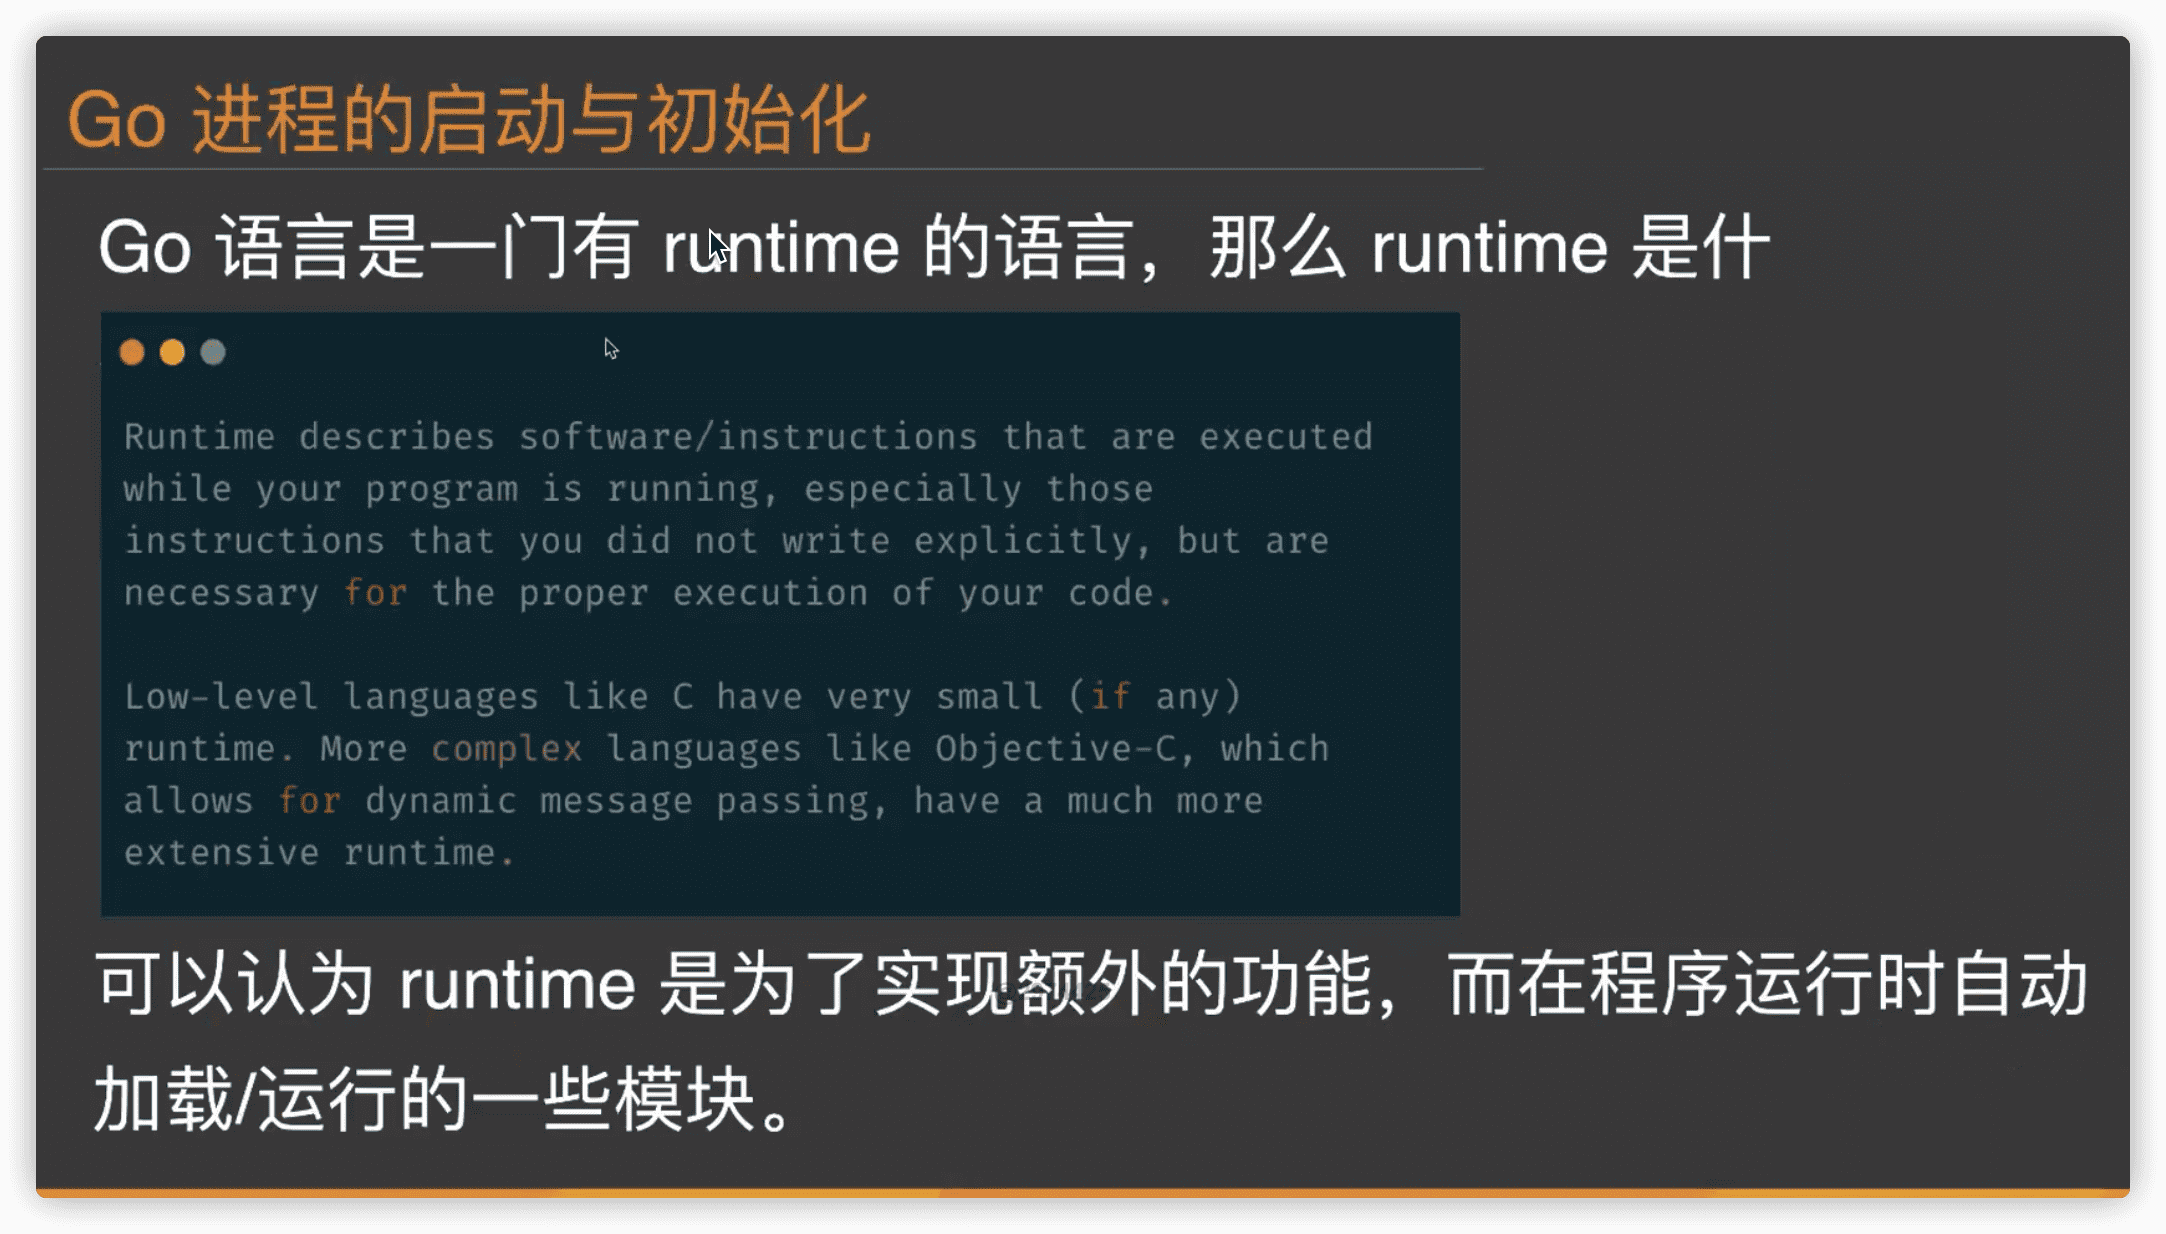 Go 进程的启动与初始化
Go 语言是一门有 runtime 的语言，那么 runtime 是什
Runtime describes software/instructions that are executed
while your program is running, especially those
instructions that you did not write explicitly, but are
necessary for the proper execution of your code.
Low-level languages like C have very small (if any)
runtime. More complex languages like Objective-C, which
allows for dynamic message passing, have a much more
extensive runtime.
可以认为 runtime 是为了实现额外的功能，而在程序运行时自动
加载/运行的一些模块。